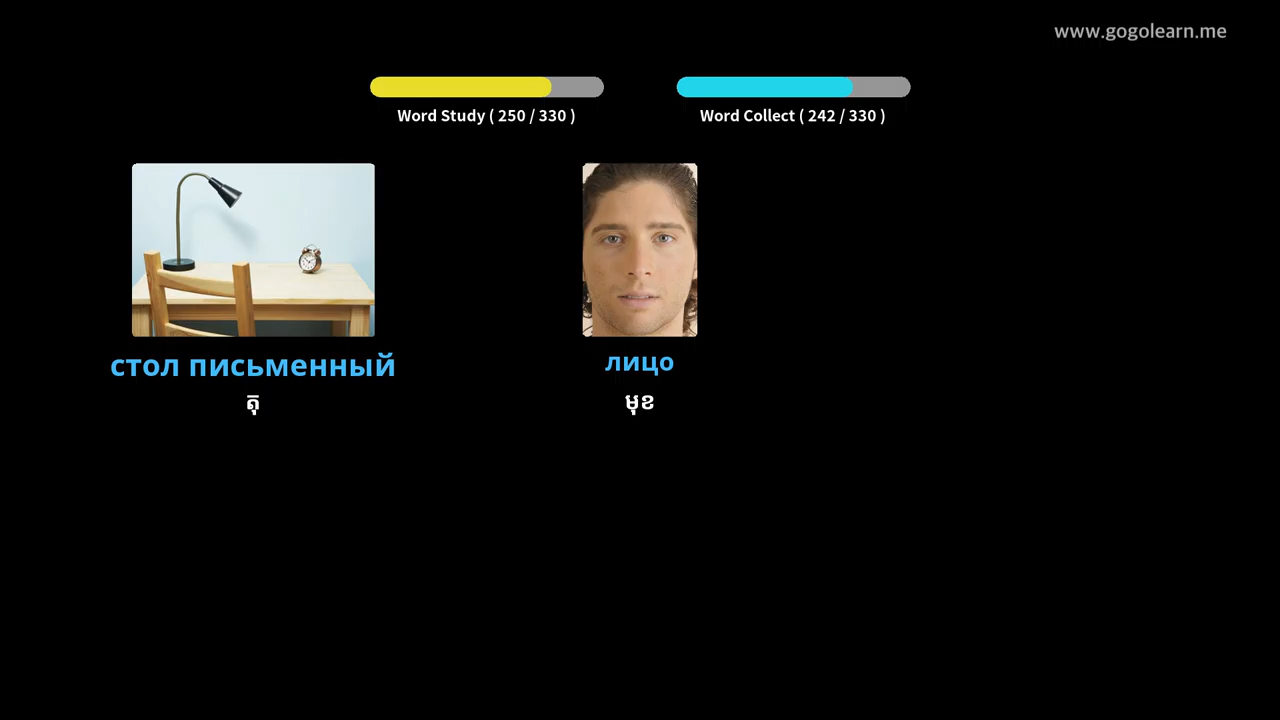 www.gogolearn.me
Word Study ( 250 / 330 )
Word Collect ( 242 / 330 )
стол письменный
តុ
лицо
មុខ